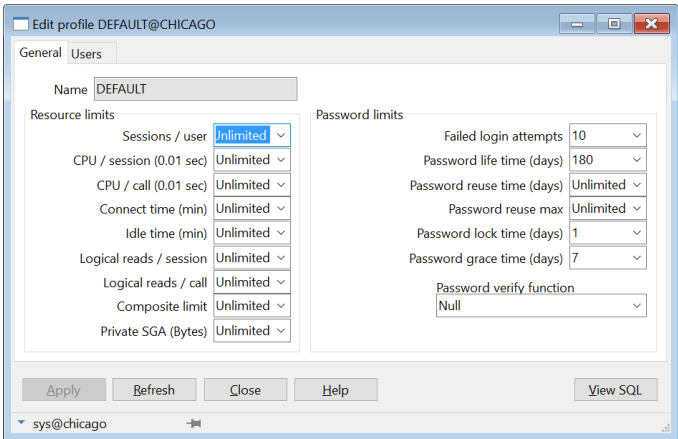 Edit profile DEFAULT@CHICAGO
General Users
Name DEFAULT
Resource limits
Sessions / user Unlimited
CPU / session (0.01 sec) Unlimited
CPU / call (0.01 sec) Unlimited
Connect time (min) Unlimited
Idle time (min) Unlimited
Logical reads / session Unlimited
Logical reads / call Unlimited
Composite limit Unlimited
Private SGA (Bytes) Unlimited
Password limits
Failed login attempts 10
Password life time (days) 180
Password reuse time (days) Unlimited
Password reuse max Unlimited
Password lock time (days) 1
Password grace time (days) 7
Password verify function
Null
Apply Refresh Close Help View SQL
sys@chicago